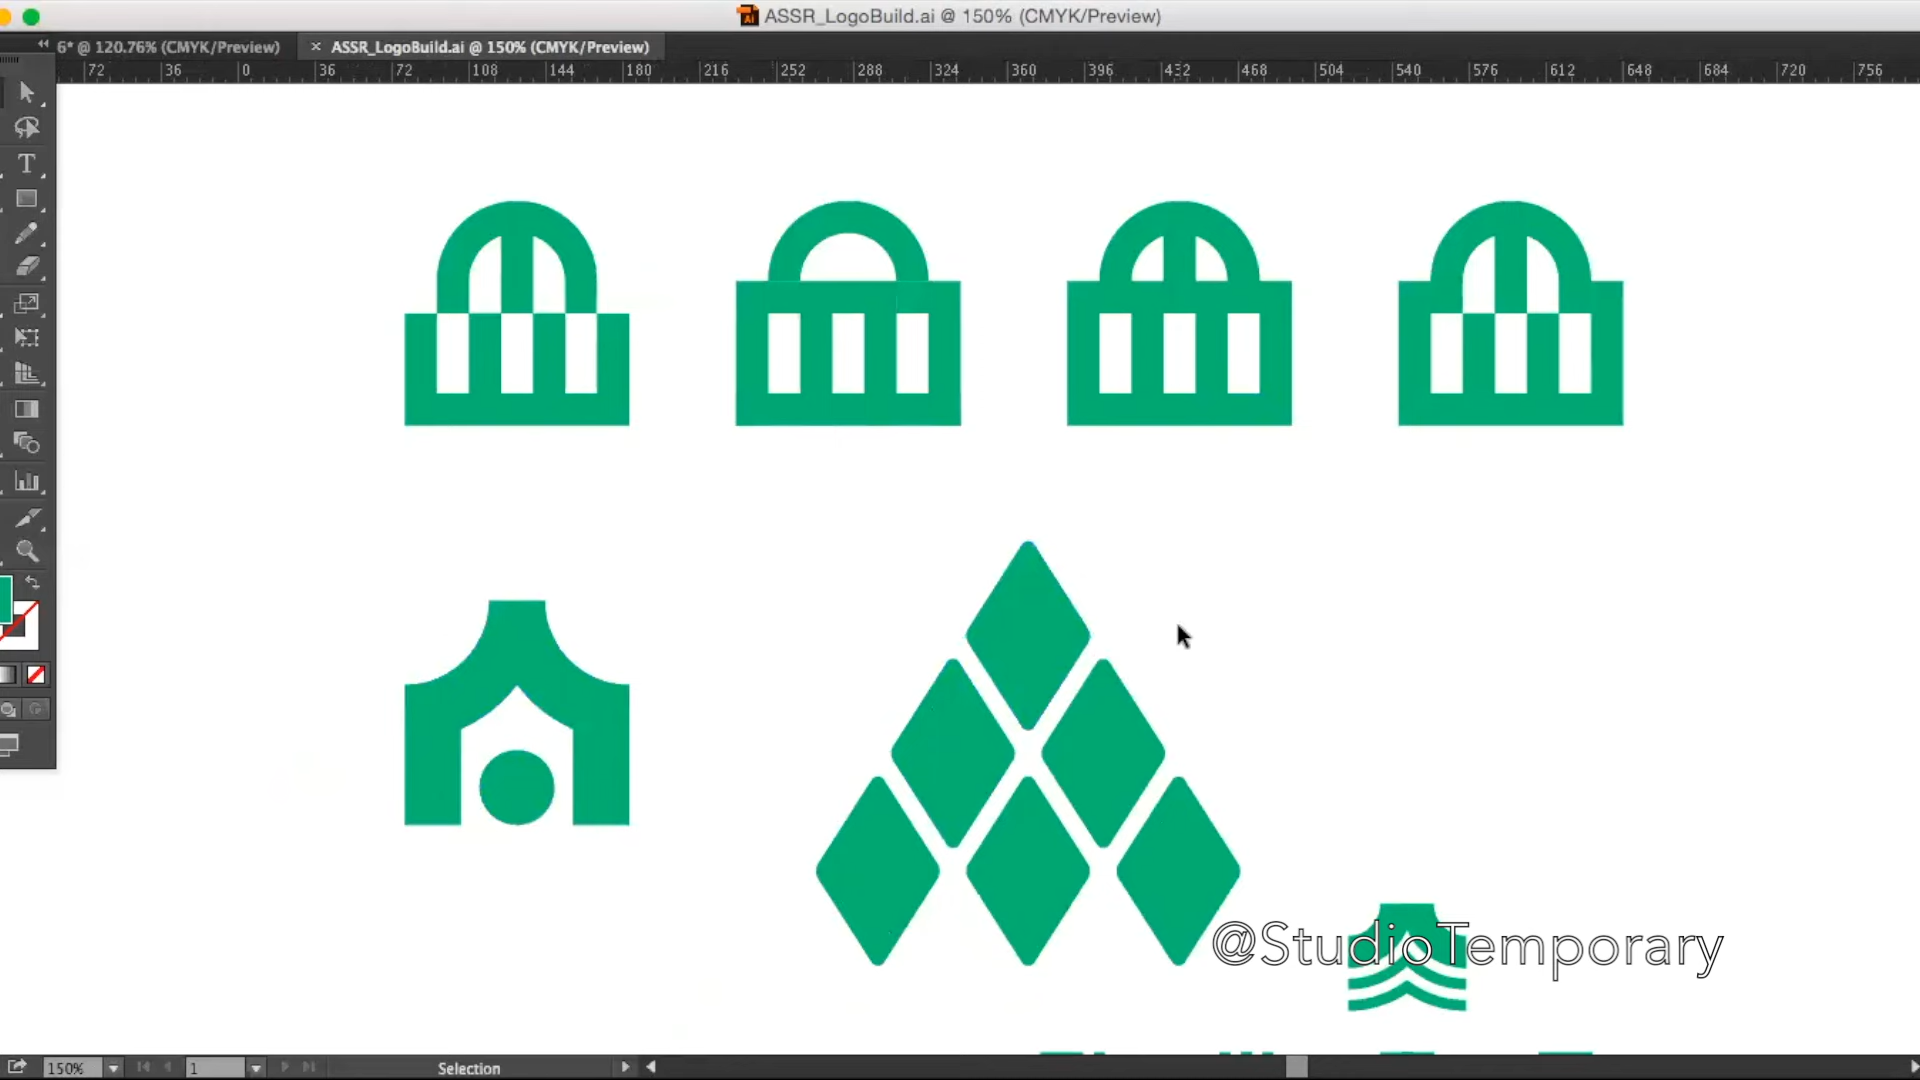 ASSR_LogoBuild.ai @ 150% (CMYK/Preview)
6* @ 120.76% (CMYK/Preview)
× ASSR_LogoBuild.ai @ 150% (CMYK/Preview)
72 36 0 36 72 108 144 180 216 252 288 324 360 396 432 468 504 540 576 612 648 684 720 756
@StudioTemporary
150% 1 Selection